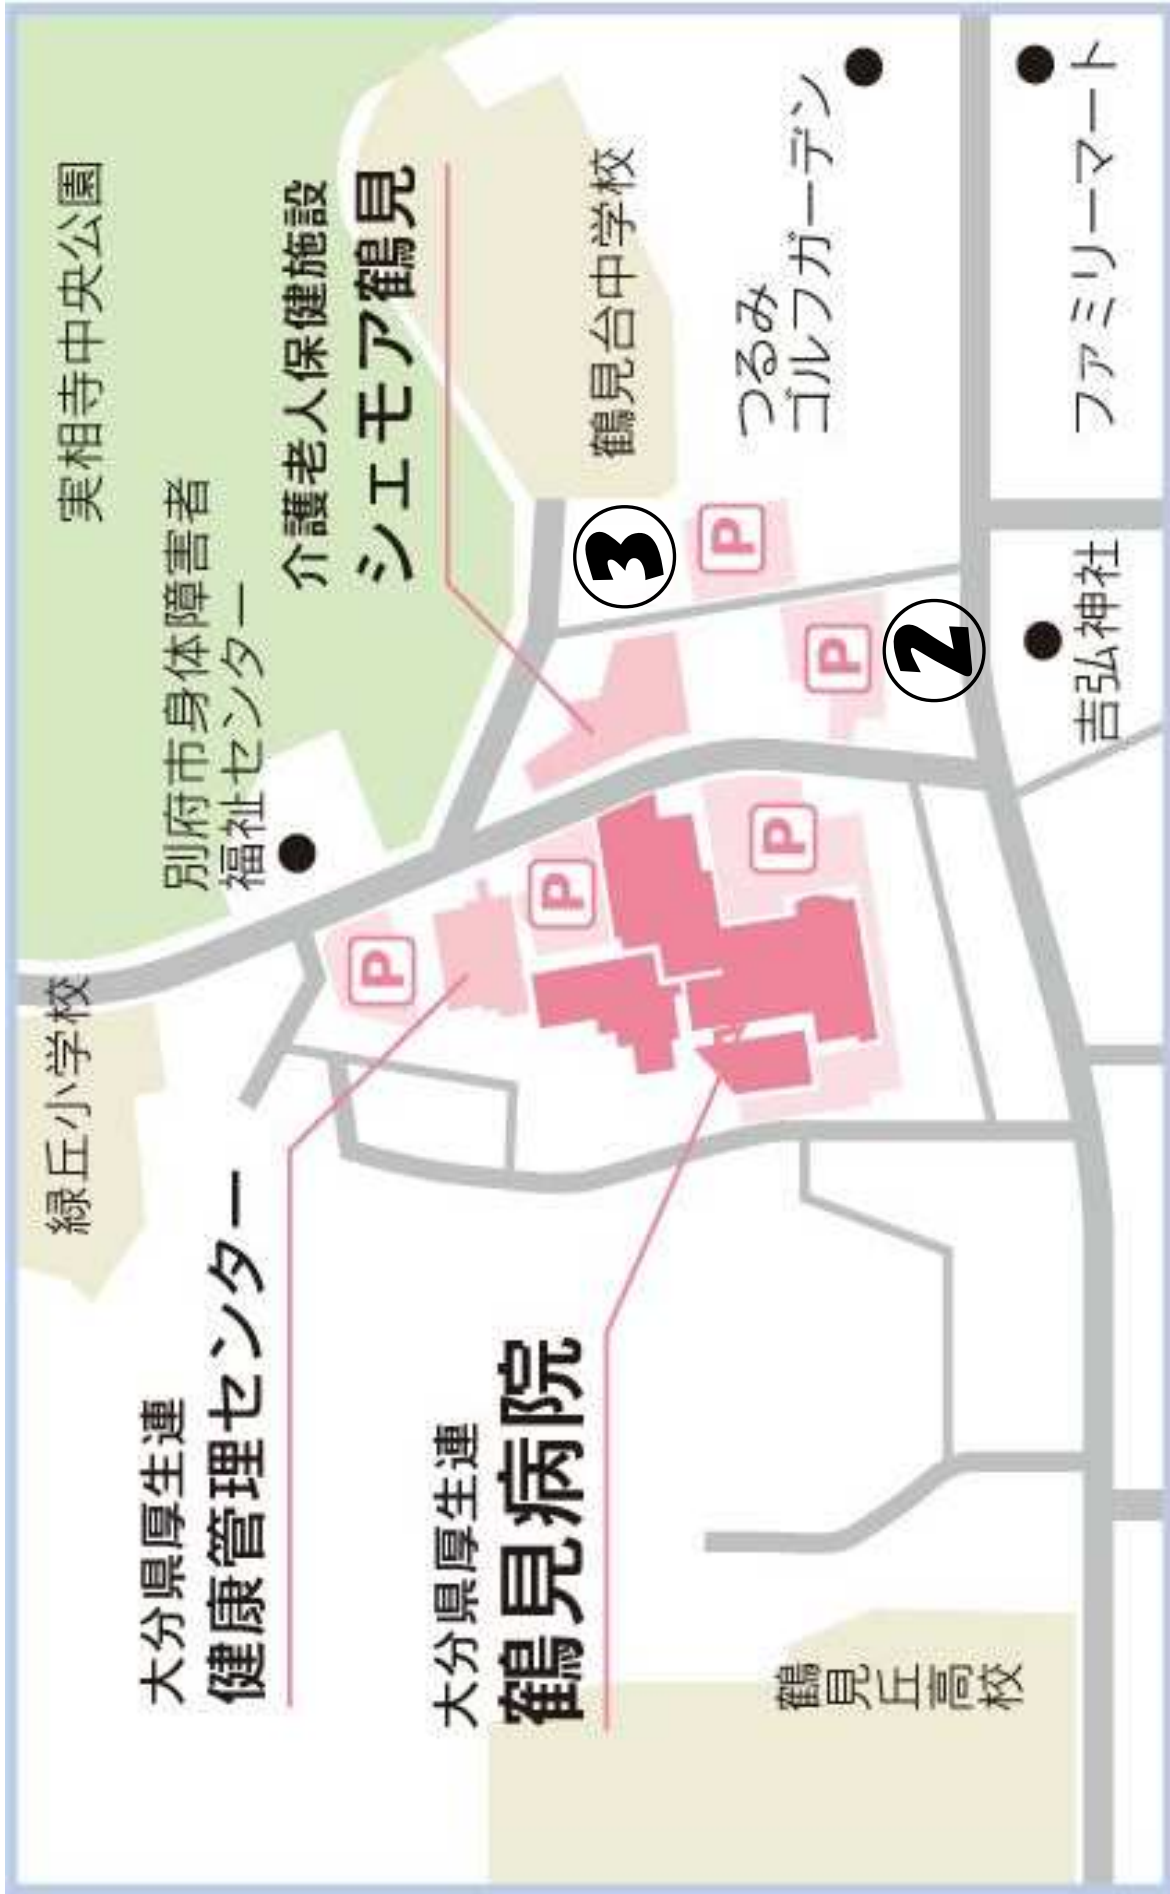 実相寺中央公園
別府市身体障害者
福祉センター
介護老人保健施設
シェモア鶴見
緑丘小学校
鶴見台中学校
つるみ
ゴルフガーデン
ファミリーマート
吉弘神社
大分県厚生連
健康管理センター
大分県厚生連
鶴見病院
鶴見丘高校
P
P
P
P
P
3
2